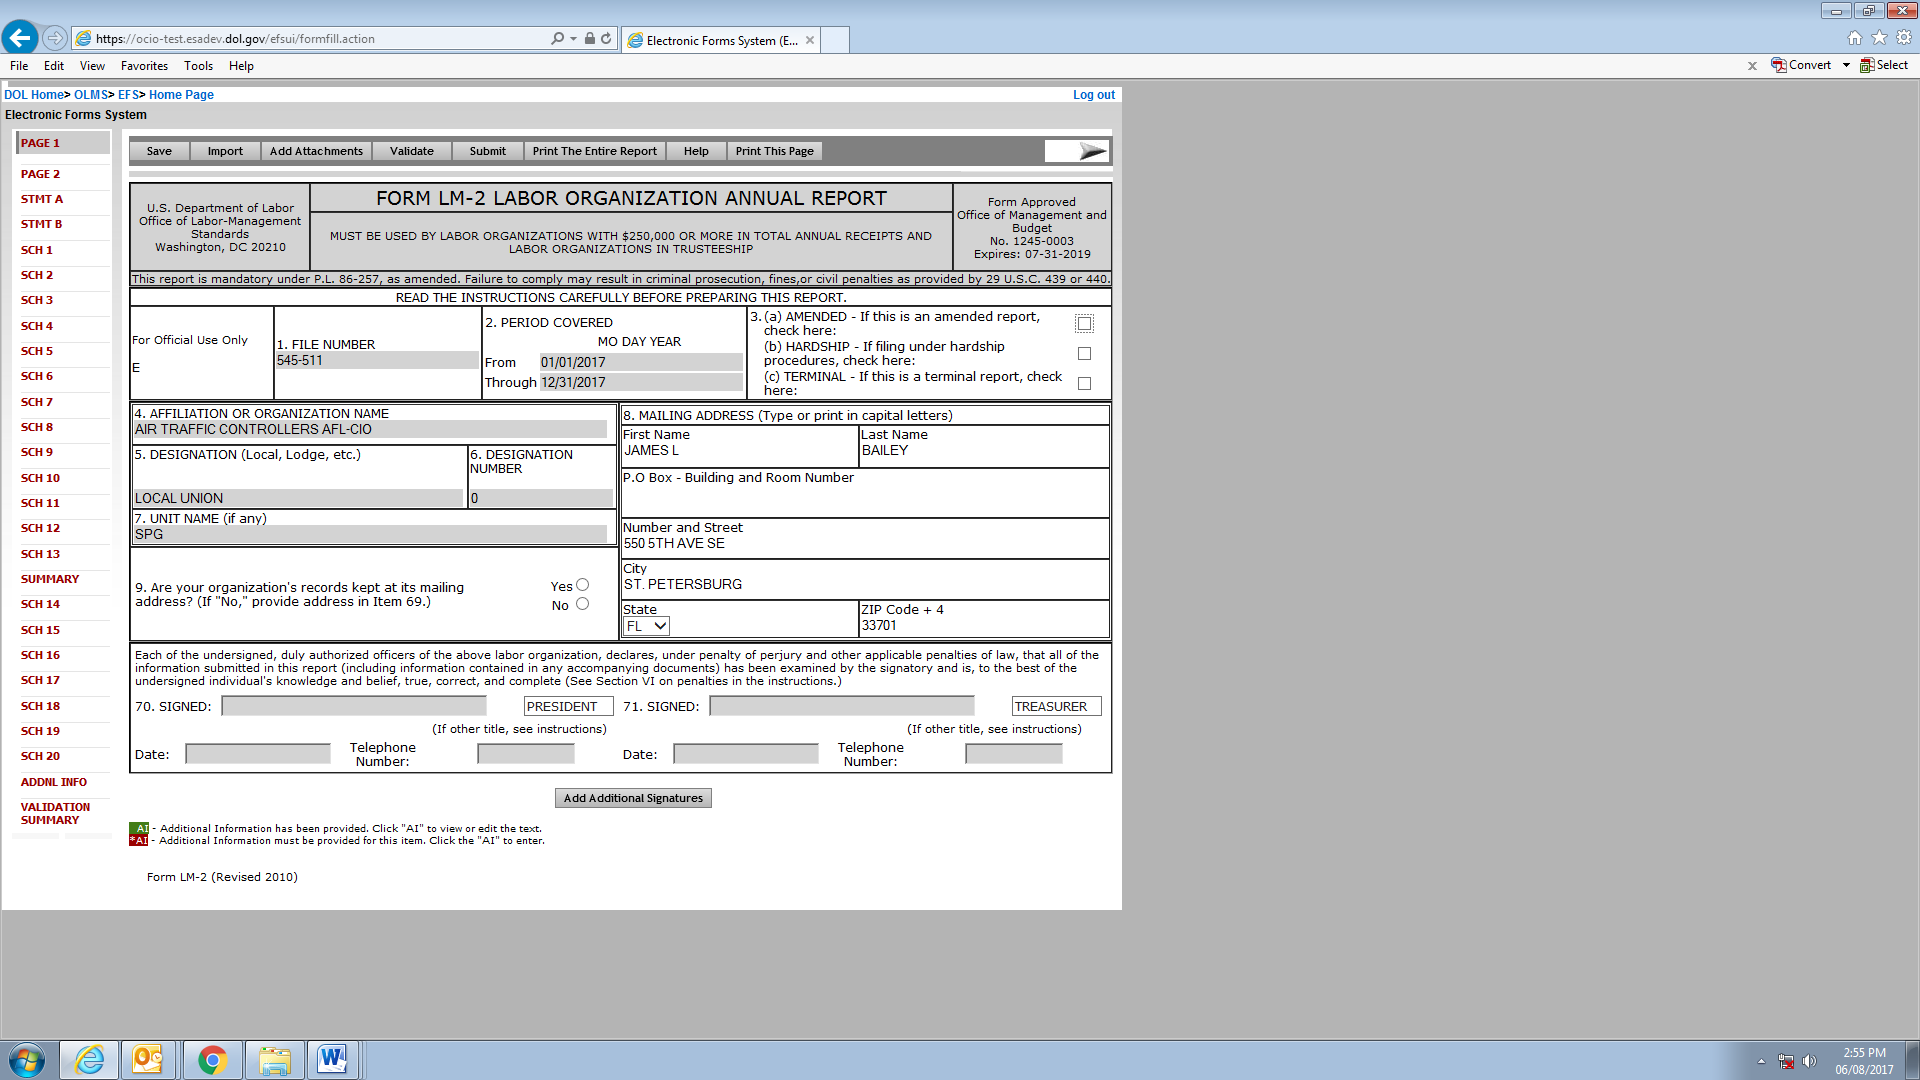 https://ocio-test.esadev.dol.gov/efsui/formfill.action
Electronic Forms System (E...
File Edit View Favorites Tools Help
Convert Select
DOL Home> OLMS> EFS> Home Page
Log out
Electronic Forms System
PAGE 1
PAGE 2
STMT A
STMT B
SCH 1
SCH 2
SCH 3
SCH 4
SCH 5
SCH 6
SCH 7
SCH 8
SCH 9
SCH 10
SCH 11
SCH 12
SCH 13
SUMMARY
SCH 14
SCH 15
SCH 16
SCH 17
SCH 18
SCH 19
SCH 20
ADDNL INFO
VALIDATION
SUMMARY
Save Import Add Attachments Validate Submit Print The Entire Report Help Print This Page
U.S. Department of Labor
Office of Labor-Management
Standards
Washington, DC 20210
FORM LM-2 LABOR ORGANIZATION ANNUAL REPORT
MUST BE USED BY LABOR ORGANIZATIONS WITH $250,000 OR MORE IN TOTAL ANNUAL RECEIPTS AND
LABOR ORGANIZATIONS IN TRUSTEESHIP
Form Approved
Office of Management and
Budget
No. 1245-0003
Expires: 07-31-2019
This report is mandatory under P.L. 86-257, as amended. Failure to comply may result in criminal prosecution, fines,or civil penalties as provided by 29 U.S.C. 439 or 440.
READ THE INSTRUCTIONS CAREFULLY BEFORE PREPARING THIS REPORT.
For Official Use Only
E
1. FILE NUMBER
545-511
2. PERIOD COVERED
MO DAY YEAR
From 01/01/2017
Through 12/31/2017
3. (a) AMENDED - If this is an amended report,
check here:
(b) HARDSHIP - If filing under hardship
procedures, check here:
(c) TERMINAL - If this is a terminal report, check
here:
4. AFFILIATION OR ORGANIZATION NAME
AIR TRAFFIC CONTROLLERS AFL-CIO
5. DESIGNATION (Local, Lodge, etc.)
LOCAL UNION
6. DESIGNATION
NUMBER
0
7. UNIT NAME (if any)
SPG
8. MAILING ADDRESS (Type or print in capital letters)
First Name
JAMES L
Last Name
BAILEY
P.O Box - Building and Room Number
Number and Street
550 5TH AVE SE
City
ST. PETERSBURG
State
FL
ZIP Code + 4
33701
9. Are your organization's records kept at its mailing
address? (If "No," provide address in Item 69.)
Yes
No
Each of the undersigned, duly authorized officers of the above labor organization, declares, under penalty of perjury and other applicable penalties of law, that all of the
information submitted in this report (including information contained in any accompanying documents) has been examined by the signatory and is, to the best of the
undersigned individual's knowledge and belief, true, correct, and complete (See Section VI on penalties in the instructions.)
70. SIGNED: PRESIDENT
71. SIGNED: TREASURER
(If other title, see instructions)
(If other title, see instructions)
Date: Telephone
Number:
Date: Telephone
Number:
Add Additional Signatures
AI - Additional Information has been provided. Click "AI" to view or edit the text.
*AI - Additional Information must be provided for this item. Click the "AI" to enter.
Form LM-2 (Revised 2010)
2:55 PM
06/08/2017